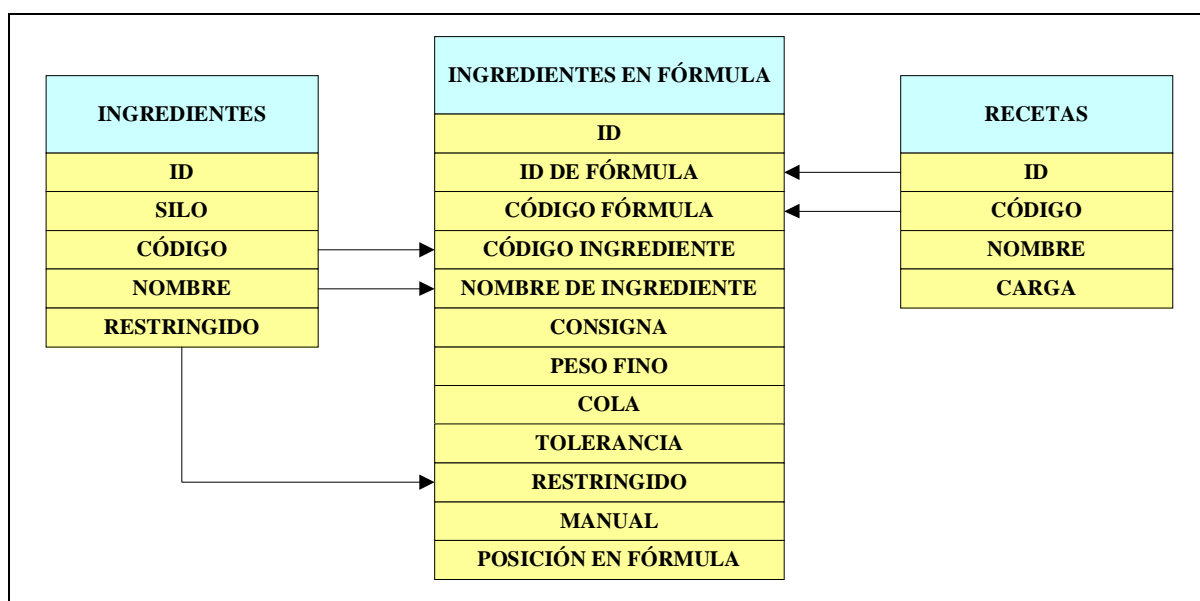 INGREDIENTES
ID
SILO
CÓDIGO
NOMBRE
RESTRINGIDO
INGREDIENTES EN FÓRMULA
ID
ID DE FÓRMULA
CÓDIGO FÓRMULA
CÓDIGO INGREDIENTE
NOMBRE DE INGREDIENTE
CONSIGNA
PESO FINO
COLA
TOLERANCIA
RESTRINGIDO
MANUAL
POSICIÓN EN FÓRMULA
RECETAS
ID
CÓDIGO
NOMBRE
CARGA